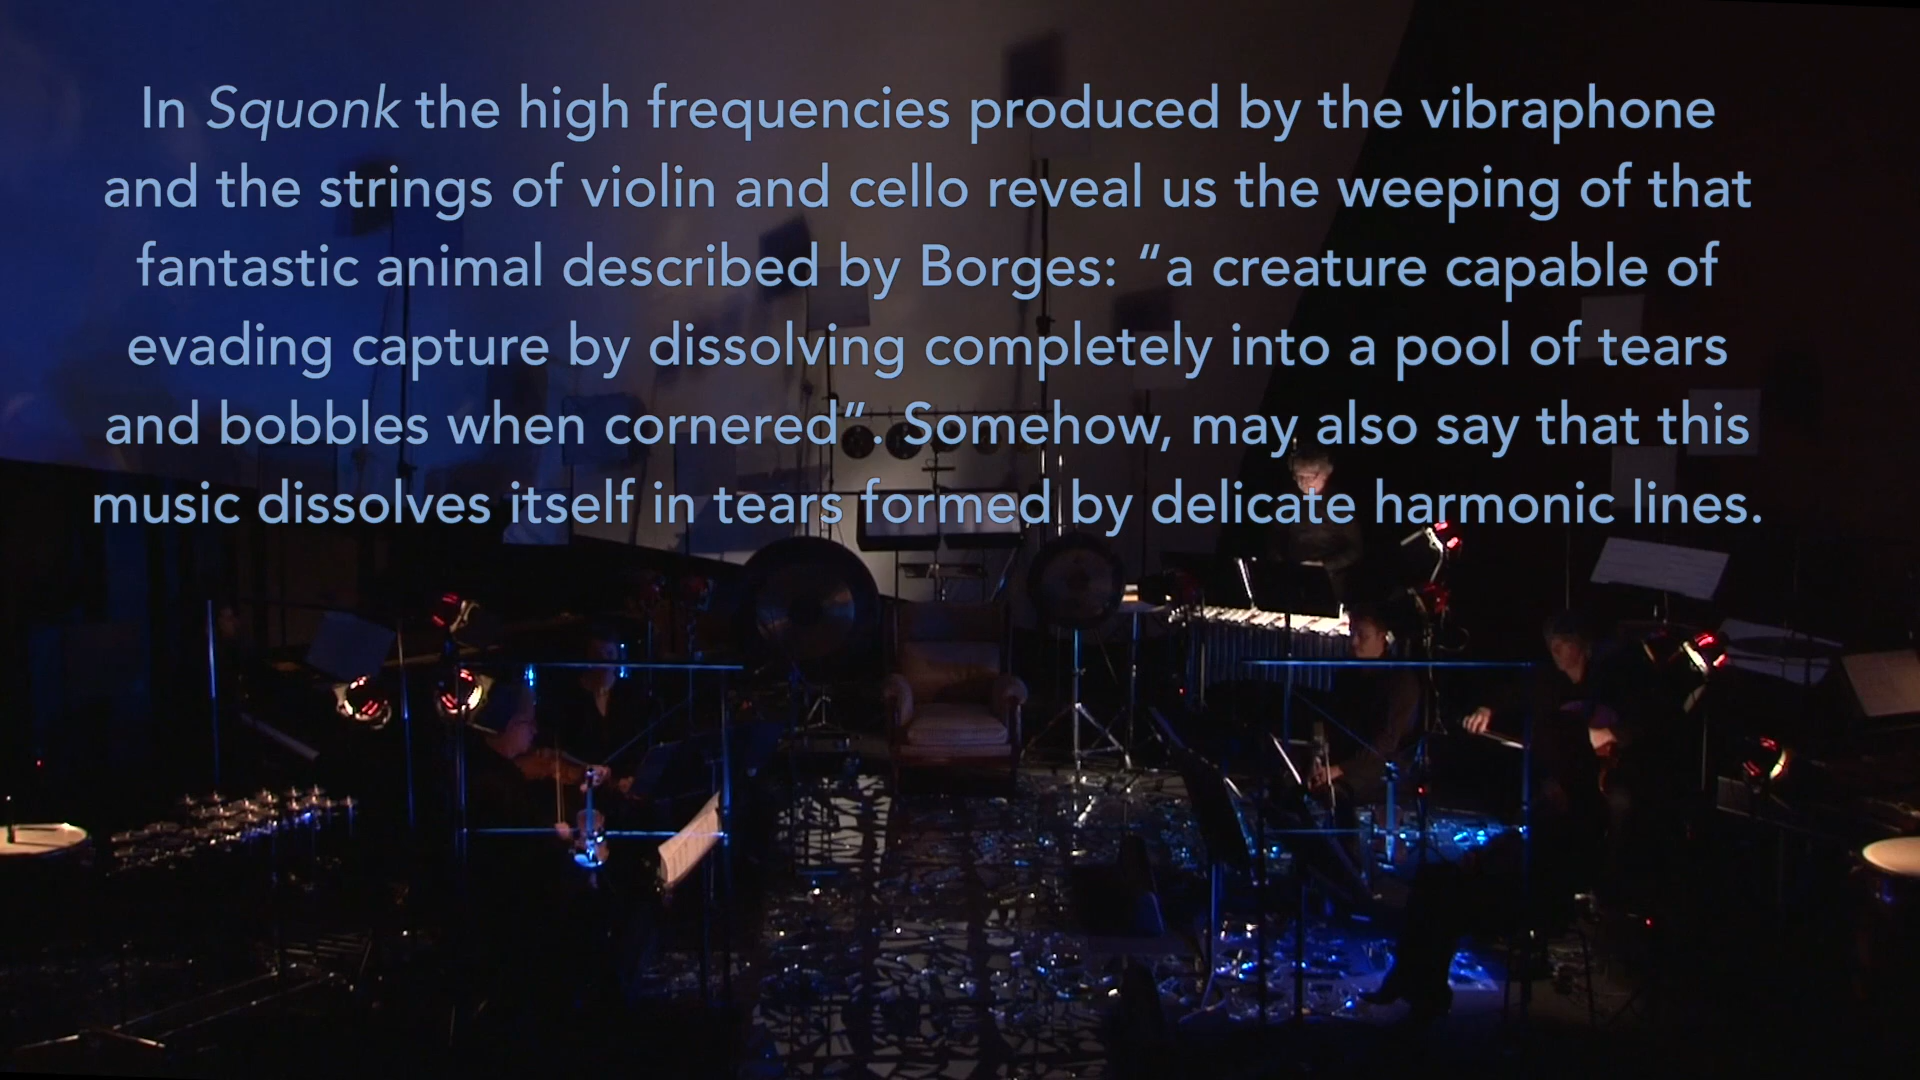 In Squonk the high frequencies produced by the vibraphone
and the strings of violin and cello reveal us the weeping of that
fantastic animal described by Borges: “a creature capable of
evading capture by dissolving completely into a pool of tears
and bobbles when cornered”. Somehow, may also say that this
music dissolves itself in tears formed by delicate harmonic lines.